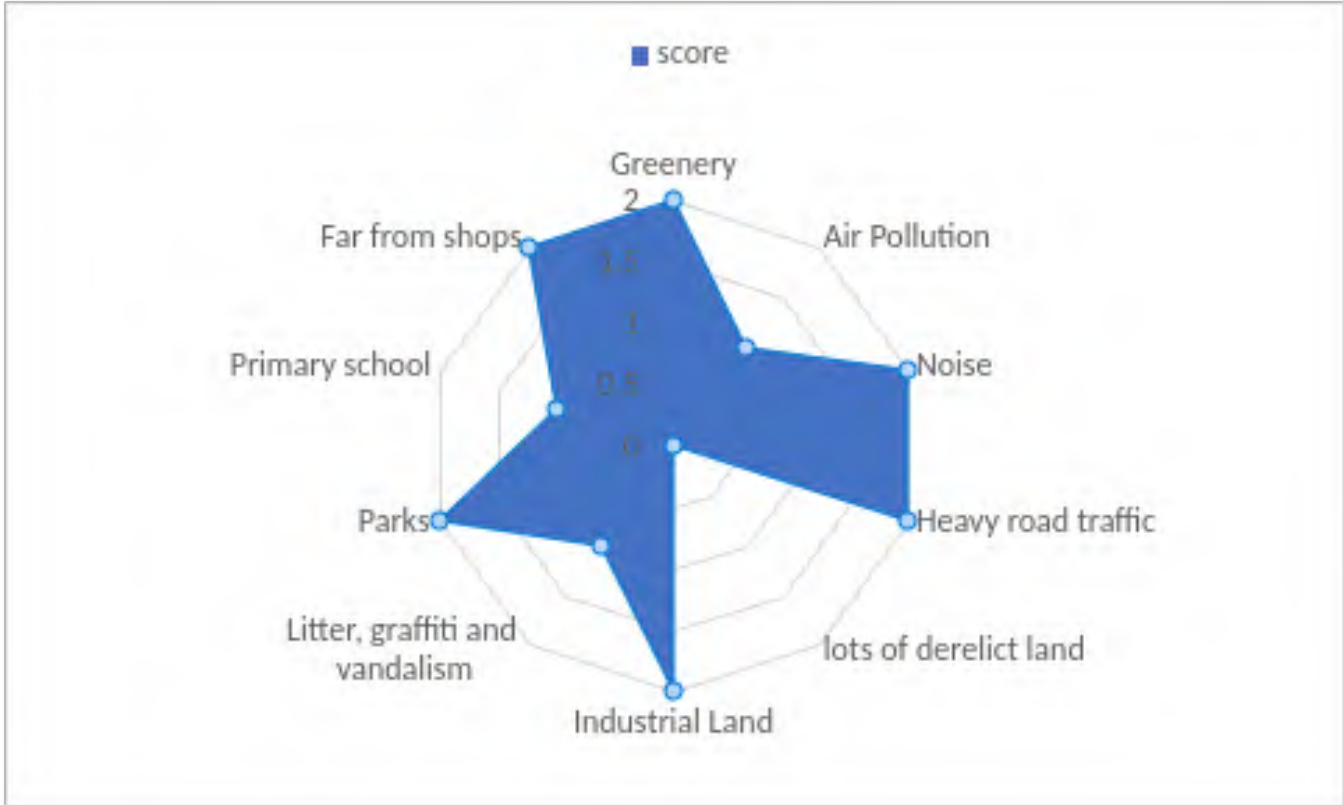 score
Greenery
2
Far from shops
Air Pollution
1.5
1
Primary school
Noise
0.5
0
Parks
Heavy road traffic
Litter, graffiti and
vandalism
lots of derelict land
Industrial Land